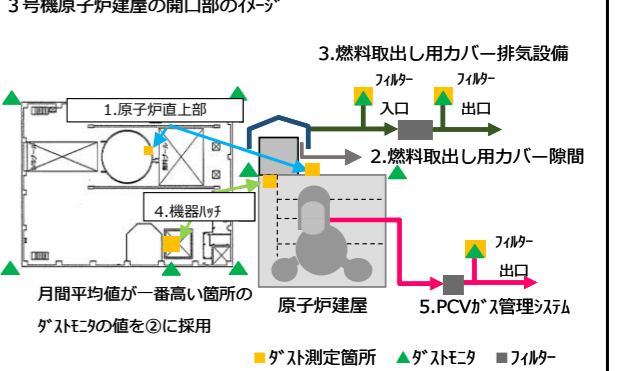 ３号機原子炉建屋の開口部のｲﾒｰｼﾞ
3.燃料取出し用カバー排気設備
ﾌｨﾙﾀｰ
ﾌｨﾙﾀｰ
入口
出口
1.原子炉直上部
2.燃料取出し用カバー隙間
4.機器ﾊｯﾁ
ﾌｨﾙﾀｰ
出口
月間平均値が一番高い箇所の
ﾀﾞｽﾄﾓﾆﾀの値を②に採用
原子炉建屋
5.PCVｶﾞｽ管理ｼｽﾃﾑ
ﾀﾞｽﾄ測定箇所
ﾀﾞｽﾄﾓﾆﾀ
ﾌｨﾙﾀｰ